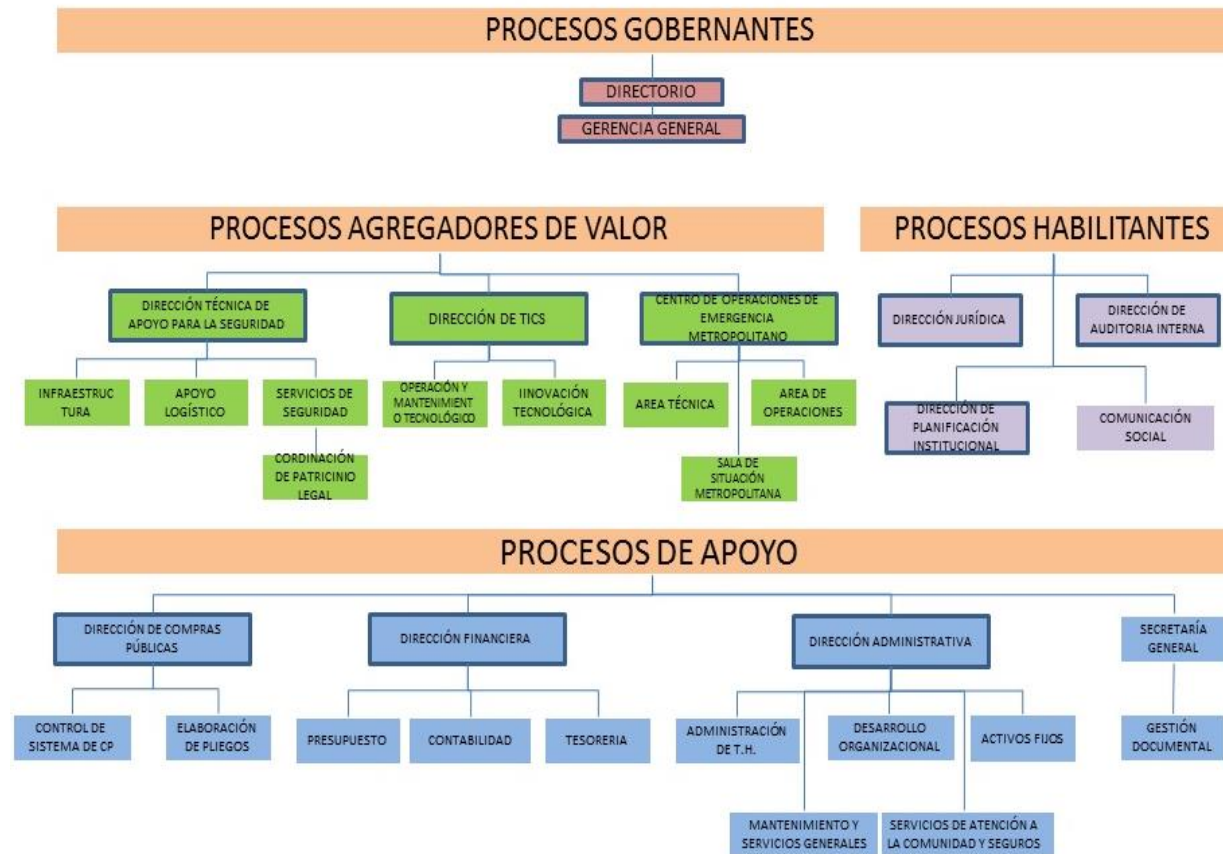 PROCESOS GOBERNANTES
DIRECTORIO
GERENCIA GENERAL
PROCESOS AGREGADORES DE VALOR
PROCESOS HABILITANTES
DIRECCIÓN TÉCNICA DE
APOYO PARA LA SEGURIDAD
DIRECCIÓN DE TICS
CENTRO DE OPERACIONES DE
EMERGENCIA
METROPOLITANO
DIRECCIÓN JURÍDICA
DIRECCIÓN DE
AUDITORIA INTERNA
INFRAESTRUC
TURA
APOYO
LOGÍSTICO
SERVICIOS DE
SEGURIDAD
OPERACIÓN Y
MANTENIMIENT
O TECNOLÓGICO
IINOVACIÓN
TECNOLÓGICA
AREA TÉCNICA
AREA DE
OPERACIONES
DIRECCIÓN DE
PLANIFICACIÓN
INSTITUCIONAL
COMUNICACIÓN
SOCIAL
CORDINACIÓN
DE PATRICINIO
LEGAL
SALA DE
SITUACIÓN
METROPOLITANA
PROCESOS DE APOYO
DIRECCIÓN DE COMPRAS
PÚBLICAS
DIRECCIÓN FINANCIERA
DIRECCIÓN ADMINISTRATIVA
SECRETARÍA
GENERAL
CONTROL DE
SISTEMA DE CP
ELABORACIÓN
DE PLIEGOS
PRESUPUESTO
CONTABILIDAD
TESORERIA
ADMINISTRACIÓN
DE T.H.
DESARROLLO
ORGANIZACIONAL
ACTIVOS FIJOS
GESTIÓN
DOCUMENTAL
MANTENIMIENTO Y
SERVICIOS GENERALES
SERVICIOS DE ATENCIÓN A
LA COMUNIDAD Y SEGUROS